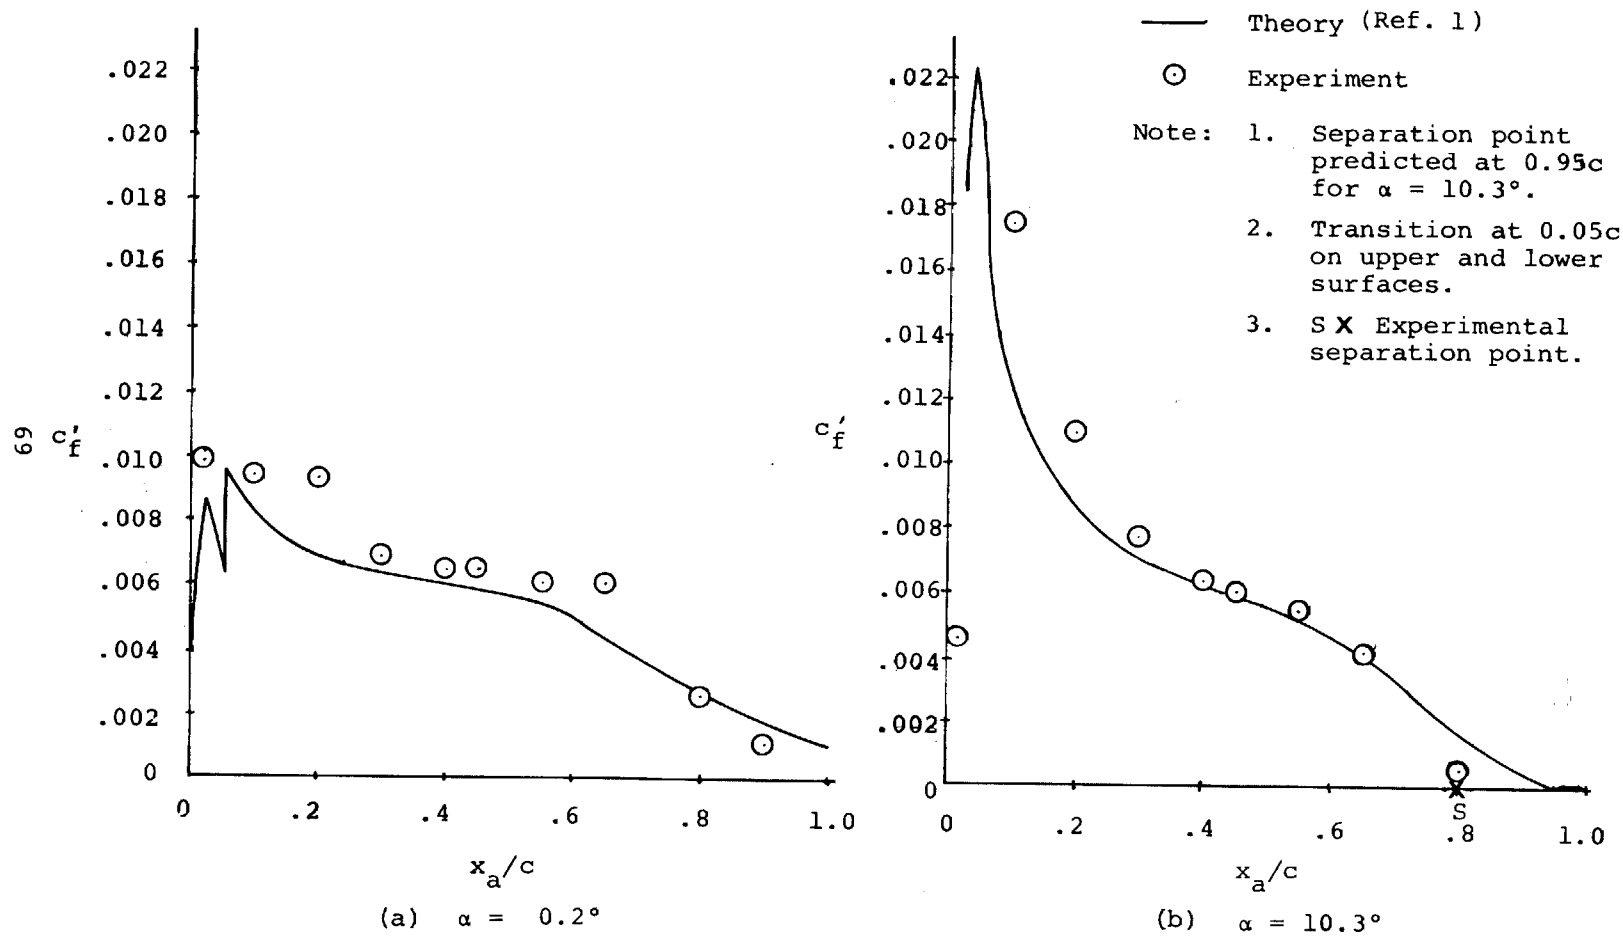 Theory (Ref. 1)
Experiment
Note: 1. Separation point
predicted at 0.95c
for α = 10.3°.
2. Transition at 0.05c
on upper and lower
surfaces.
3. S X Experimental
separation point.
.022
.020
.018
.016
.014
.012
.010
.008
.006
.004
.002
0
69
c'f
0
.2
.4
.6
.8
1.0
xa/c
(a) α = 0.2°
.022
.020
.018
.016
.014
.012
.010
.008
.006
.004
.002
0
c'f
S
0
.2
.4
.6
.8
1.0
xa/c
(b) α = 10.3°